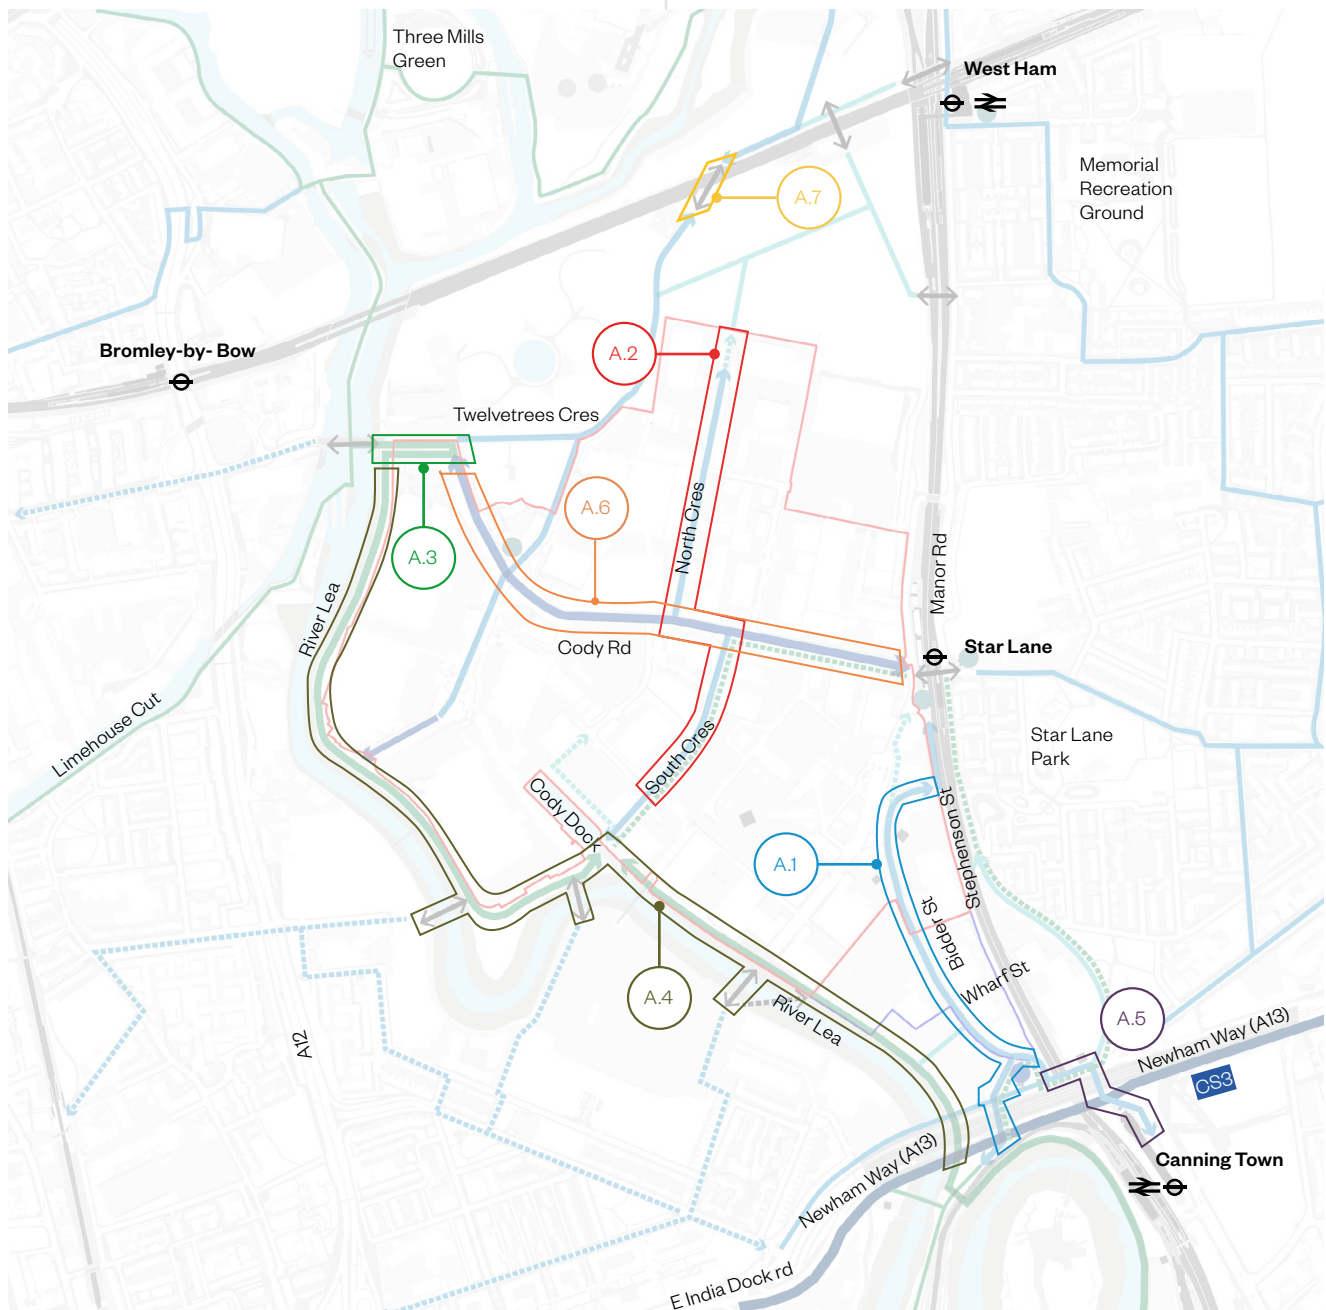 Three Mills
Green
West Ham
Memorial
Recreation
Ground
A.7
Bromley-by- Bow
A.2
Twelvetrees Cres
A.6
North Cres
A.3
Manor Rd
River Lea
Cody Rd
Star Lane
Limehouse Cut
Star Lane
Park
South Cres
Cody Dock
Stephenson St
A.1
Bidder St
A.4
Wharf St
River Lea
A.5
A12
Newham Way (A13)
CS3
Newham Way (A13)
Canning Town
E India Dock rd